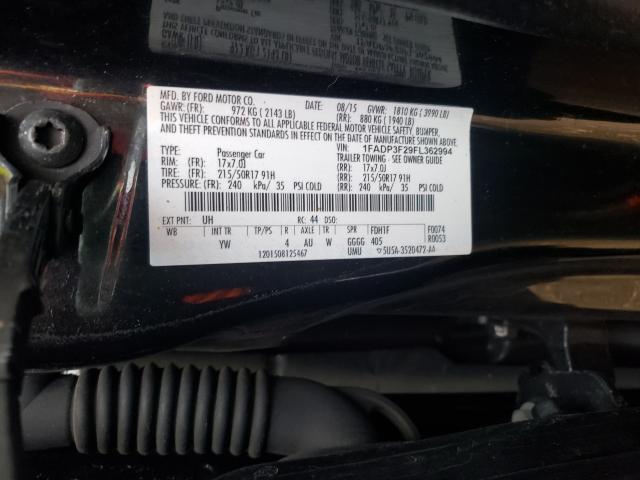 MFD. BY FORD MOTOR CO.
DATE: 08/15 GVWR: 1810 KG (3990 LB)
GAWR: (FR): 972 KG (2143 LB) (RR): 880 KG (1940 LB)
THIS VEHICLE CONFORMS TO ALL APPLICABLE FEDERAL MOTOR VEHICLE SAFETY, BUMPER,
AND THEFT PREVENTION STANDARDS IN EFFECT ON THE DATE OF MANUFACTURE SHOWN ABOVE.
VIN: 1FADP3F29FL362994
TYPE: Passenger Car TRAILER TOWING - SEE OWNER GUIDE
RIM: (FR): 17x7.0J (RR): 17x7.0J
TIRE: (FR): 215/50R17 91H (RR): 215/50R17 91H
PRESSURE: (FR): 240 kPa/ 35 PSI COLD (RR): 240 kPa/ 35 PSI COLD
EXT PNT: UH RC: 44 DSO:
WB INT TR TP/PS R AXLE TR SPR FDH1F F0074
YW 4 AU W GGGG 405 R0053
1201508125467 UMU 5U5A-3520472-AA